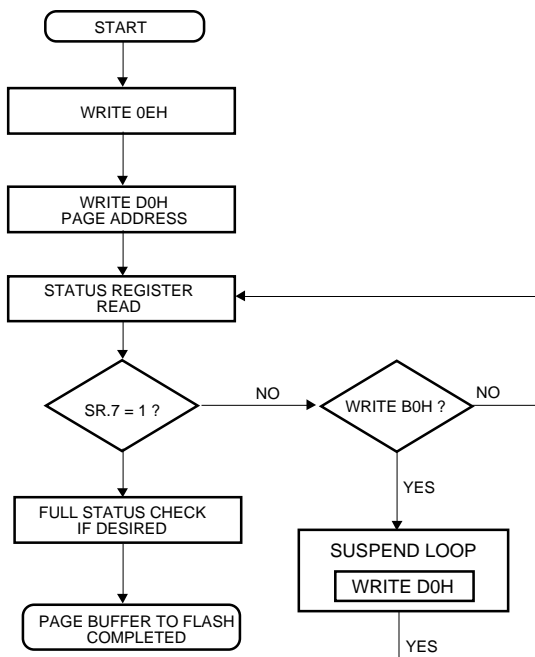 START
WRITE 0EH
WRITE D0H
PAGE ADDRESS
STATUS REGISTER
READ
SR.7 = 1 ?
NO
WRITE B0H ?
NO
YES
FULL STATUS CHECK
IF DESIRED
SUSPEND LOOP
WRITE D0H
PAGE BUFFER TO FLASH
COMPLETED
YES